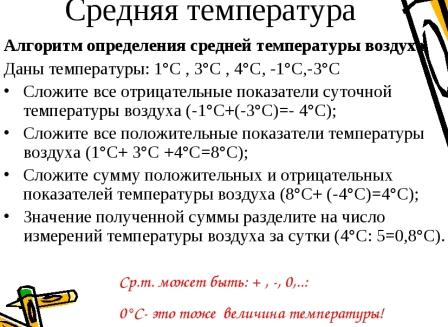 Средняя температура
Алгоритм определения средней температуры воздуха
Даны температуры: 1°С , 3°С , 4°С, -1°С,-3°С
• Сложите все отрицательные показатели суточной
температуры воздуха (-1°С+(-3°С)=- 4°С);
• Сложите все положительные показатели температуры
воздуха (1°С+ 3°С +4°С=8°С);
• Сложите сумму положительных и отрицательных
показателей температуры воздуха (8°С+ (-4°С)=4°С);
• Значение полученной суммы разделите на число
измерений температуры воздуха за сутки (4°С: 5=0,8°С).
Ср.т. может быть: + , -, 0,..:
0°С- это тоже величина температуры!